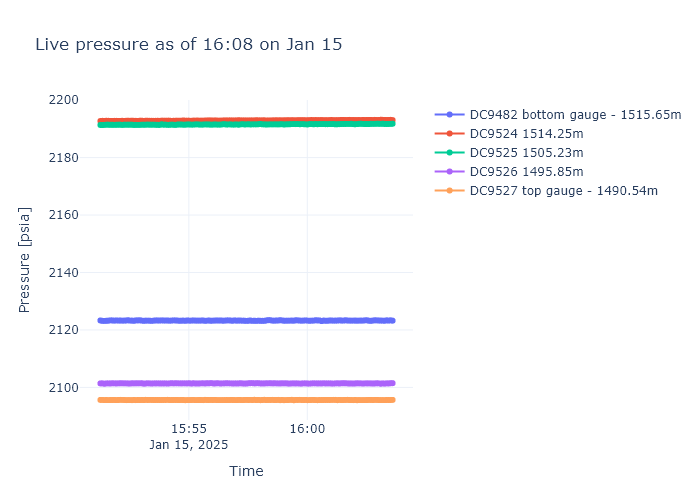 Live pressure as of 16:08 on Jan 15
2200
2180
2160
2140
2120
2100
Pressure [psia]
15:55
Jan 15, 2025
16:00
Time
DC9482 bottom gauge - 1515.65m
DC9524 1514.25m
DC9525 1505.23m
DC9526 1495.85m
DC9527 top gauge - 1490.54m